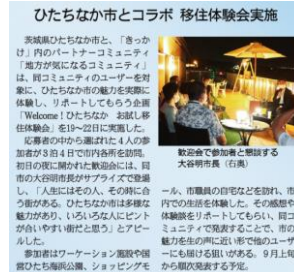 ひたちなか市とコラボ 移住体験会実施
茨城県ひたちなか市と、「きっか
け」内のパートナーコミュニティ
「地方が気になるコミュニティ」
は、同コミュニティのユーザーを対
象に、ひたちなか市の魅力を実際に
体験し、リポートしてもらう企画
「Welcome！ひたちなか お試し移
住体験会」を19〜22日に実施した。
応募者の中から選ばれた4人の参
加者が3泊4日で市内各所を訪問。
初日の夜に開かれた歓迎会には、同
市の大谷明市長がサプライズで登場
し、「人生にはその人、その時に合
う街がある。ひたちなか市は多様な
魅力があり、いろいろな人にピント
が合いやすい街だと思う」とアピー
ルした。
参加者はワーケーション施設や国
営ひたち海浜公園、ショッピングモ
歓迎会で参加者と懇談する
大谷明市長（右奥）
ール、市職員の自宅などを訪れ、市
内での生活を体験した。その感想や
体験談をリポートしてもらい、同コ
ミュニティで発表することで、市の
魅力を生の声に近い形で他のユーザ
ーにも届ける狙いがある。9月上旬
から順次発表する予定。